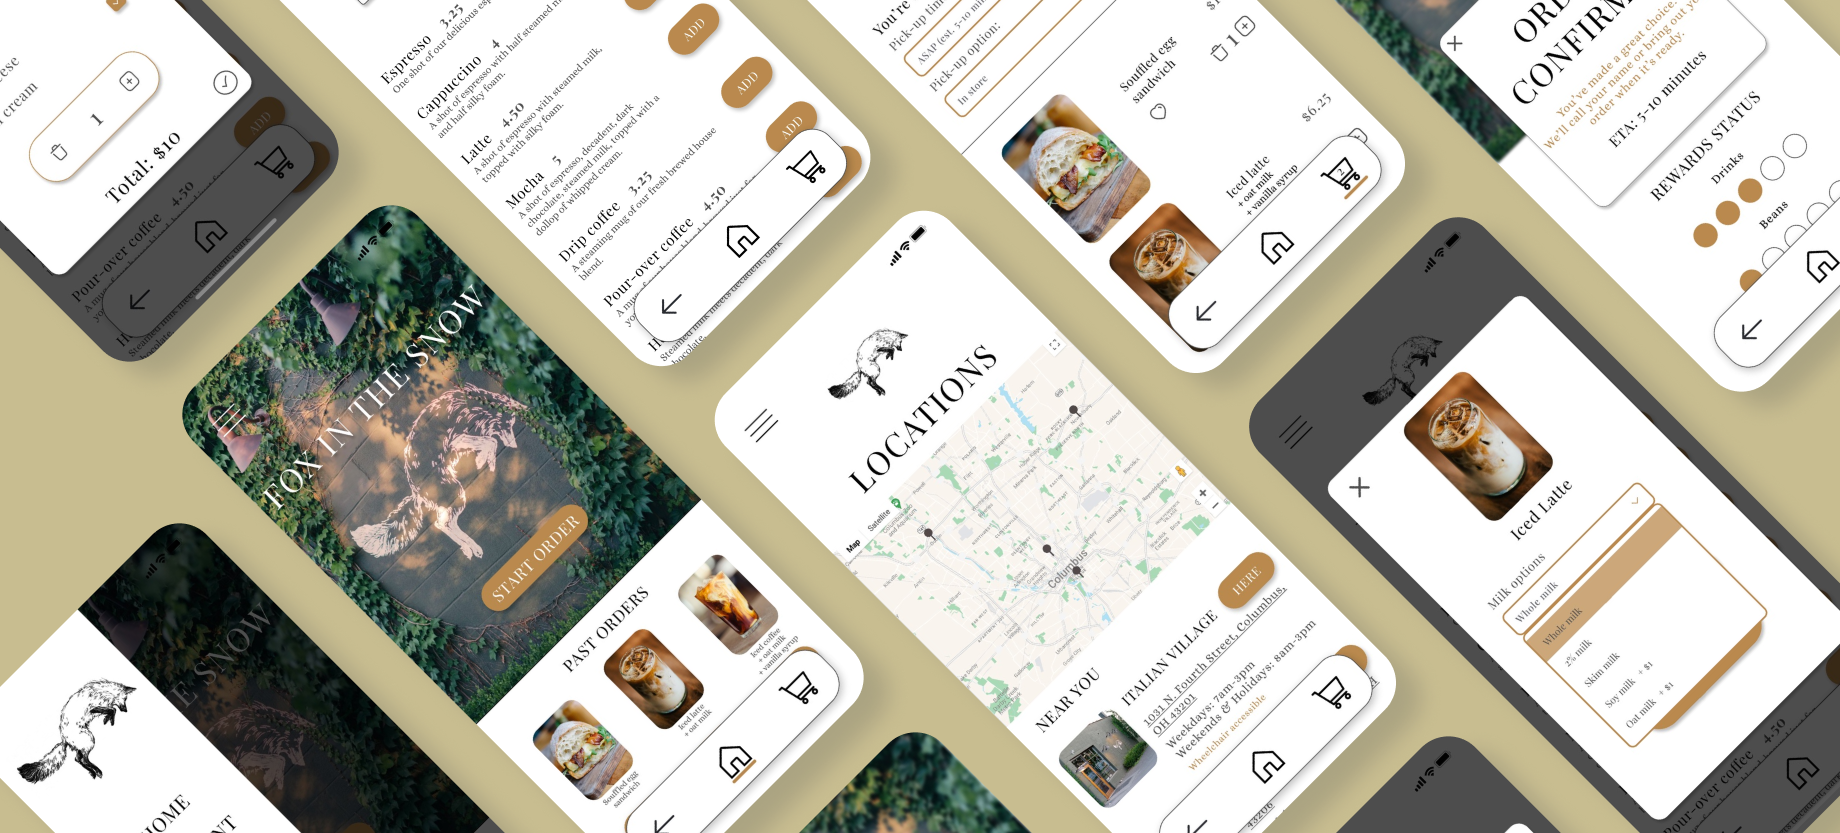 eese
r cream
1
Total: $10
ADD
Pour-over coffee 4.50
Espresso 3.25
One shot of our delicious esp
Cappuccino 4
A shot of espresso with half steamed m
and half silky foam.
Latte 4.50
A shot of espresso with steamed milk,
topped with silky foam.
Mocha 5
A shot of espresso, decadent, dark
chocolate, steamed milk, topped with a
dollop of whipped cream.
Drip coffee 3.25
A steaming mug of our fresh brewed house
blend.
Pour-over coffee 4.50
ADD
ADD
ADD
You're
Pick-up tim
ASAP (est. 5-10 min
Pick-up option:
In store
Souffled egg
sandwich
1
$6.25
Iced latte
+ oat milk
+ vanilla syrup
2
ORD
CONFIRM
You've made a great choice.
We'll call your name or bring out yo
order when it's ready.
ETA: 5-10 minutes
REWARDS STATUS
Drinks
Beans
FOX IN THE SNOW
START ORDER
PAST ORDERS
Souffled egg
sandwich
Iced latte
+ oat milk
Iced coffee
+ oat milk
+ vanilla syrup
E SNOW
HOME
NT
LOCATIONS
Map
Satellite
Columbus
NEAR YOU
HERE
ITALIAN VILLAGE
1031 N. Fourth Street, Columbus,
OH 43201
Weekdays: 7am-3pm
Weekends & Holidays: 8am-3pm
Wheelchair accessible
43206
Iced Latte
Milk options
Whole milk
Whole milk
2% milk
Skim milk
Soy milk + $1
Oat milk + $1
Pour-over coffee 4.50